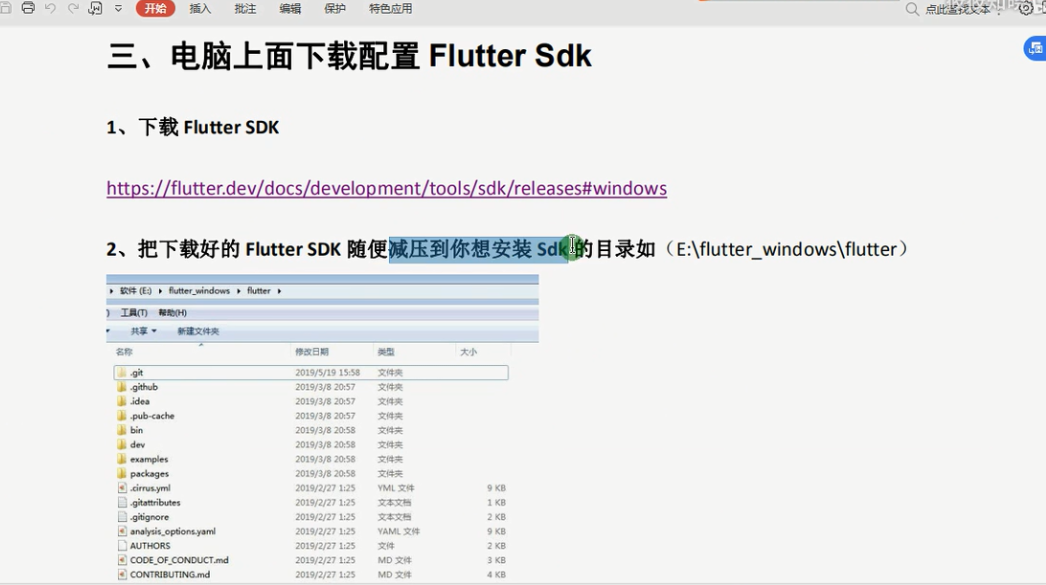 开始 插入 批注 编辑 保护 特色应用
点此查找文本
三、电脑上面下载配置 Flutter Sdk
1、下载 Flutter SDK
https://flutter.dev/docs/development/tools/sdk/releases#windows
2、把下载好的 Flutter SDK 随便减压到你想安装 Sdk 的目录如（E:\flutter_windows\flutter）
软件 (E:) flutter_windows flutter
工具(T) 帮助(H)
共享 新建文件夹
名称 修改日期 类型 大小
.git 2019/5/19 15:58 文件夹
.github 2019/3/8 20:57 文件夹
.idea 2019/3/8 20:57 文件夹
.pub-cache 2019/3/8 20:57 文件夹
bin 2019/3/8 20:58 文件夹
dev 2019/3/8 20:58 文件夹
examples 2019/3/8 20:58 文件夹
packages 2019/3/8 20:58 文件夹
.cirrus.yml 2019/2/27 1:25 YML 文件 9 KB
.gitattributes 2019/2/27 1:25 文本文档 1 KB
.gitignore 2019/2/27 1:25 文本文档 2 KB
analysis_options.yaml 2019/2/27 1:25 YAML 文件 9 KB
AUTHORS 2019/2/27 1:25 文件 2 KB
CODE_OF_CONDUCT.md 2019/2/27 1:25 MD 文件 3 KB
CONTRIBUTING.md 2019/2/27 1:25 MD 文件 4 KB